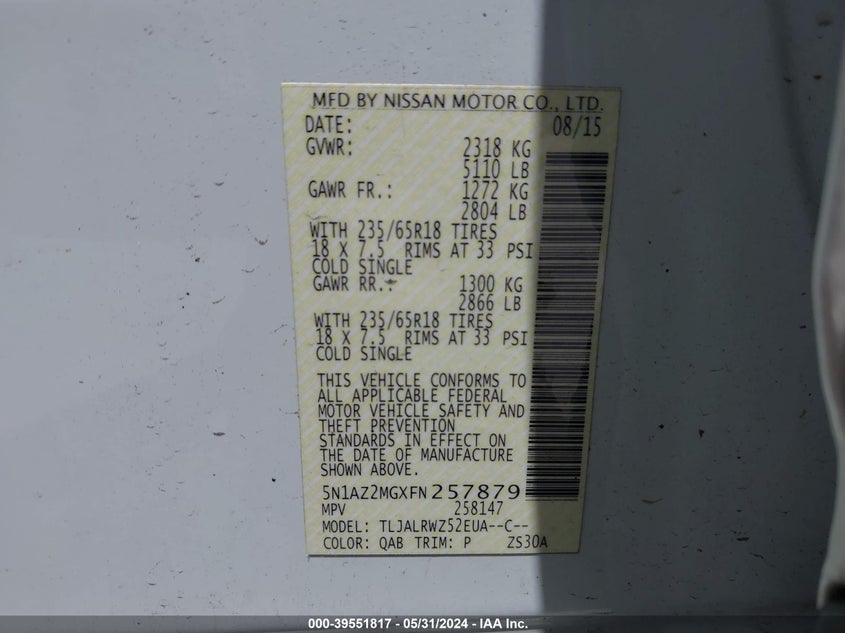 MFD BY NISSAN MOTOR CO., LTD.
DATE: 08/15
GVWR: 2318 KG
5110 LB
GAWR FR.: 1272 KG
2804 LB
WITH 235/65R18 TIRES
18 X 7.5 RIMS AT 33 PSI
COLD SINGLE
GAWR RR.: 1300 KG
2866 LB
WITH 235/65R18 TIRES
18 X 7.5 RIMS AT 33 PSI
COLD SINGLE
THIS VEHICLE CONFORMS TO
ALL APPLICABLE FEDERAL
MOTOR VEHICLE SAFETY AND
THEFT PREVENTION
STANDARDS IN EFFECT ON
THE DATE OF MANUFACTURE
SHOWN ABOVE.
5N1AZ2MGXFN257879
MPV 258147
MODEL: TLJALRWZ52EUA--C--
COLOR: QAB TRIM: P ZS30A
000-39551817 - 05/31/2024 - IAA Inc.